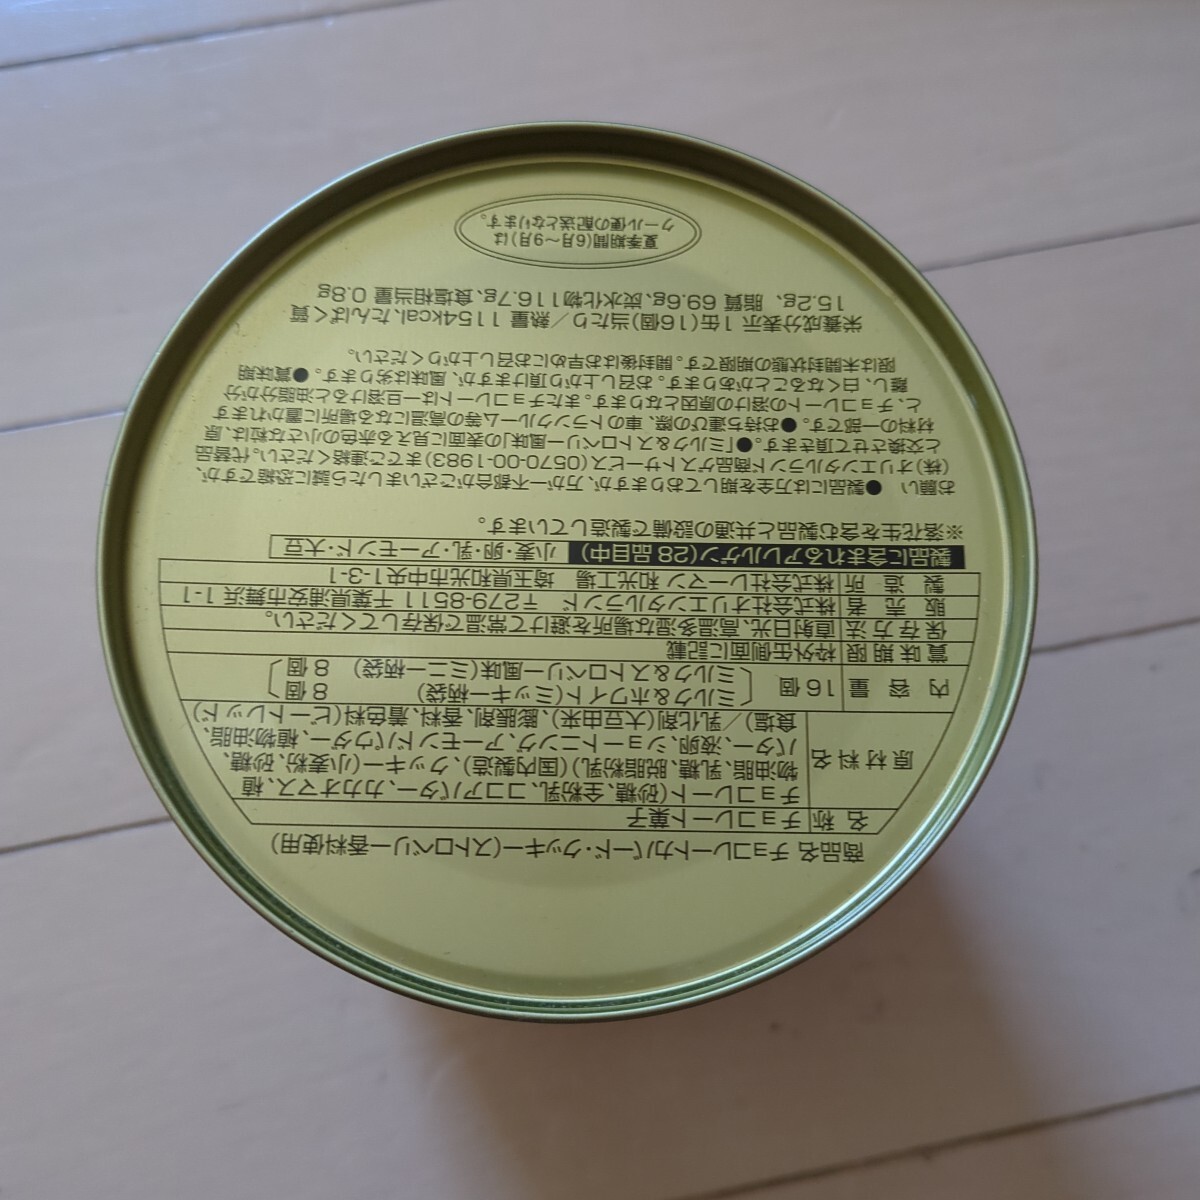 商品名 チョコレートカバード・クッキー(ストロベリー香料使用)
名称 チョコレート菓子
原材料名 チョコレート(砂糖、全粉乳、ココアバター、カカオマス、植
物油脂、乳糖、脱脂粉乳)(国内製造)、クッキー(小麦粉、砂糖、
バター、液卵、ショートニング、アーモンドパウダー、植物油脂、
食塩)/乳化剤(大豆由来)、膨脹剤、香料、着色料(ビートレッド)
内容量 16個 ミルク&ホワイト(ミッキー柄袋) 8個
ミルク&ストロベリー風味(ミニー柄袋) 8個
賞味期限 枠外缶側面に記載
保存方法 直射日光、高温多湿な場所を避けて常温で保存してください。
販売者 株式会社オリエンタルランド 〒279-8511 千葉県浦安市舞浜1-1
製造所 株式会社レーマン 和光工場 埼玉県和光市中央1-3-1
製品に含まれるアレルゲン(28品目中) 小麦・卵・乳・アーモンド・大豆
※落花生を含む製品と共通の設備で製造しています。
お願い ●製品には万全を期しておりますが、万が一不都合がございましたら誠に恐縮ですが、
(株)オリエンタルランド商品ゲストサービス(0570-00-1983)までご連絡ください。代替品
と交換させて頂きます。●「ミルク&ストロベリー風味」の表面に見える赤色の小さな粒は、原
材料の一部です。●お持ち運びの際、車のトランクルーム等の高温になる場所に置かれます
と、チョコレートの溶けの原因となります。またチョコレートは一旦溶けると油脂分が分
離し、白くなることがあります。お召し上がり頂けますが、風味は劣ります。●賞味期
限は未開封状態の期限です。開封後はお早めにお召し上がりください。
栄養成分表示 1缶(16個)当たり/熱量 1154kcal、たんぱく質
15.2g、脂質 69.6g、炭水化物116.7g、食塩相当量 0.8g
夏季期間(6月〜9月)は
クール便の配送となります。